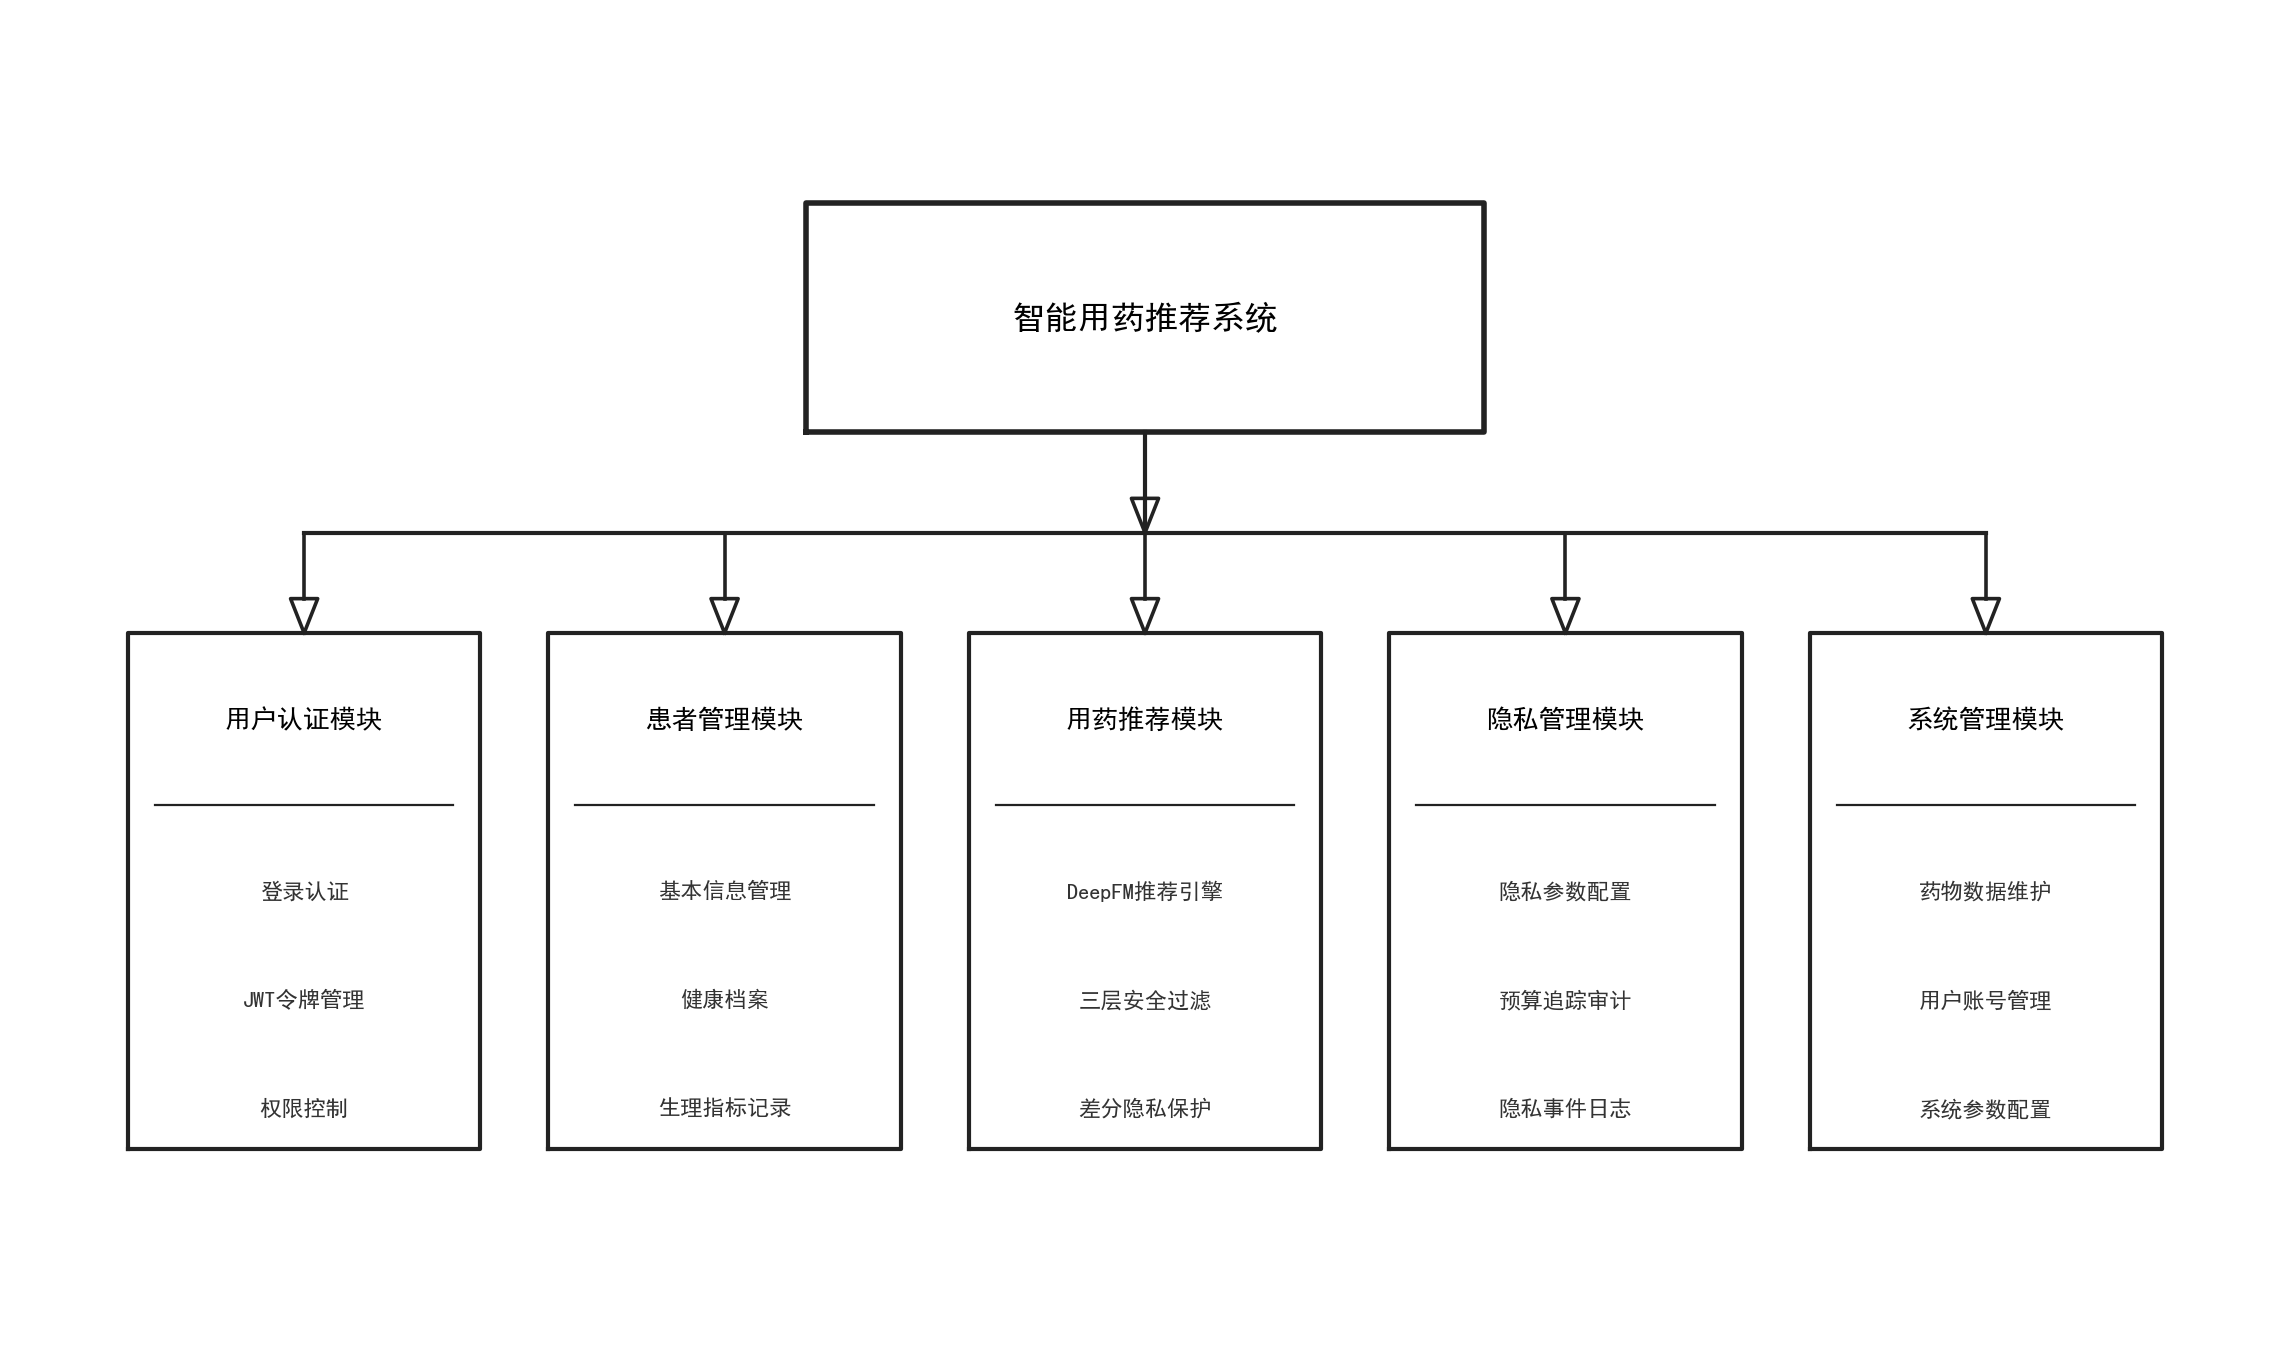 智能用药推荐系统
用户认证模块
登录认证
JWT令牌管理
权限控制
患者管理模块
基本信息管理
健康档案
生理指标记录
用药推荐模块
DeepFM推荐引擎
三层安全过滤
差分隐私保护
隐私管理模块
隐私参数配置
预算追踪审计
隐私事件日志
系统管理模块
药物数据维护
用户账号管理
系统参数配置